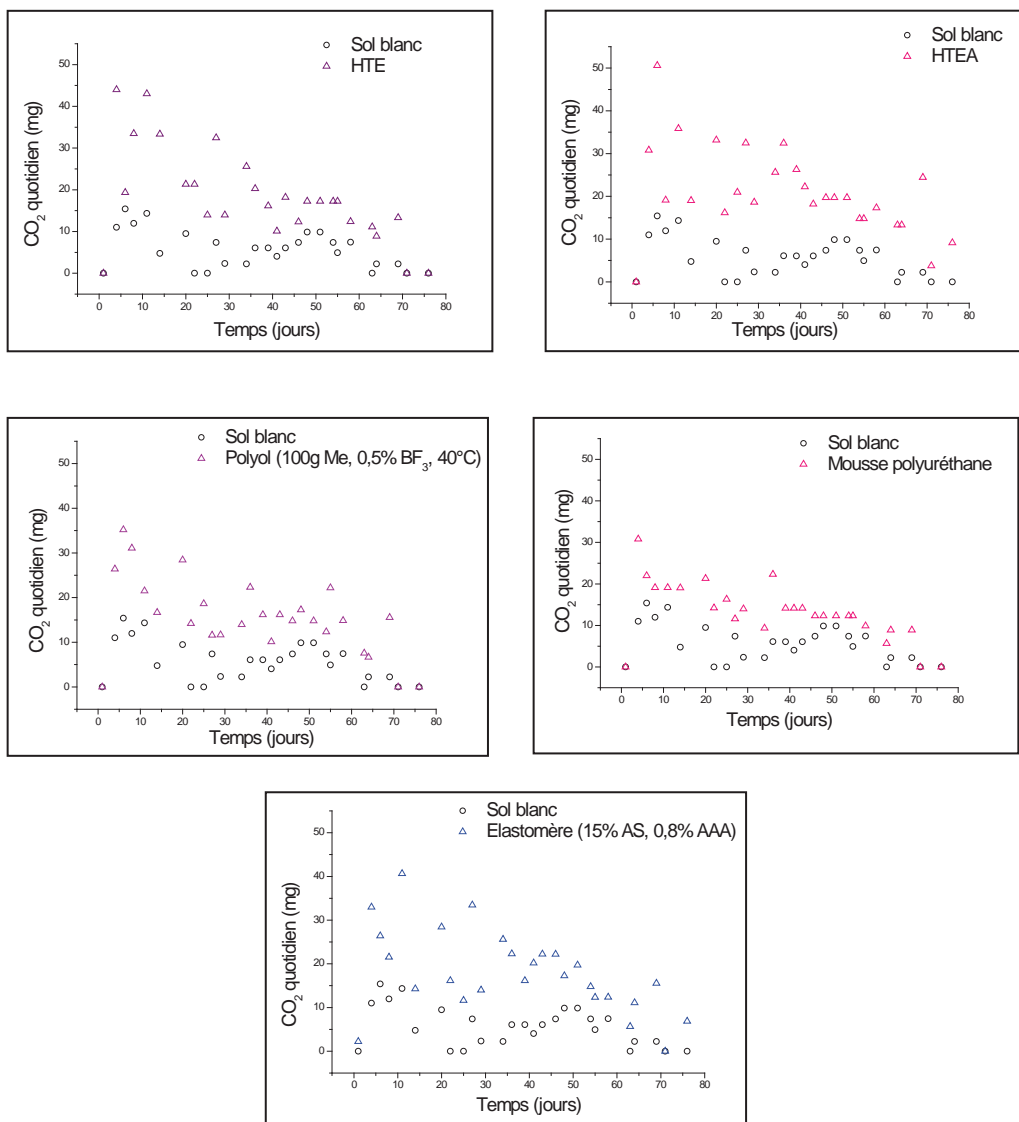 Sol blanc
HTE
50
40
30
20
10
0
CO₂ quotidien (mg)
0 10 20 30 40 50 60 70 80
Temps (jours)
Sol blanc
HTEA
50
40
30
20
10
0
CO₂ quotidien (mg)
0 10 20 30 40 50 60 70 80
Temps (jours)
Sol blanc
Polyol (100g Me, 0,5% BF₃, 40°C)
50
40
30
20
10
0
CO₂ quotidien (mg)
0 10 20 30 40 50 60 70 80
Temps (jours)
Sol blanc
Mousse polyuréthane
50
40
30
20
10
0
CO₂ quotidien (mg)
0 10 20 30 40 50 60 70 80
Temps (jours)
Sol blanc
Elastomère (15% AS, 0,8% AAA)
50
40
30
20
10
0
CO₂ quotidien (mg)
0 10 20 30 40 50 60 70 80
Temps (jours)